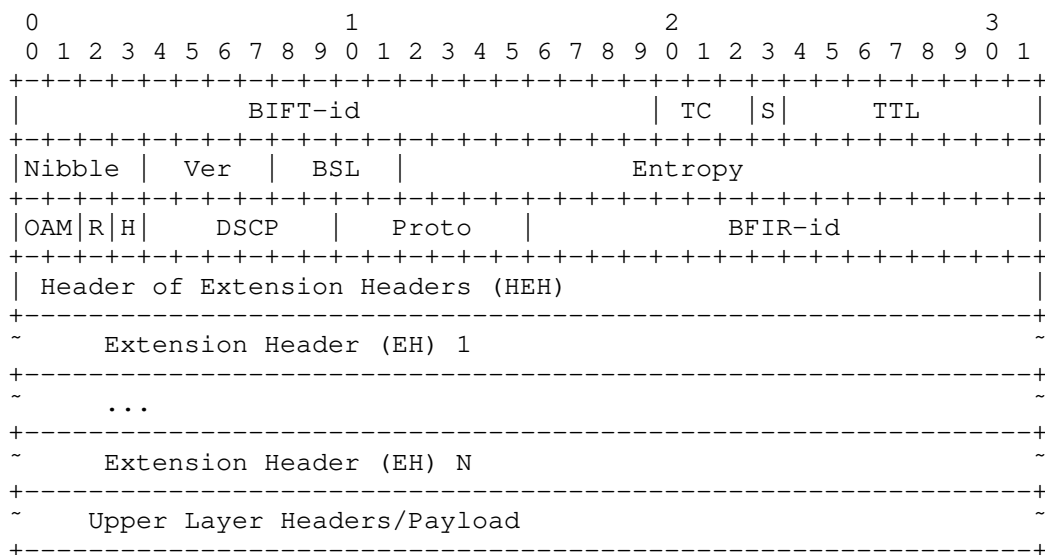 0                   1                   2                   3
 0 1 2 3 4 5 6 7 8 9 0 1 2 3 4 5 6 7 8 9 0 1 2 3 4 5 6 7 8 9 0 1
+-+-+-+-+-+-+-+-+-+-+-+-+-+-+-+-+-+-+-+-+-+-+-+-+-+-+-+-+-+-+-+-+
|              BIFT-id                  | TC  |S|     TTL       |
+-+-+-+-+-+-+-+-+-+-+-+-+-+-+-+-+-+-+-+-+-+-+-+-+-+-+-+-+-+-+-+-+
|Nibble |  Ver  |  BSL  |              Entropy                  |
+-+-+-+-+-+-+-+-+-+-+-+-+-+-+-+-+-+-+-+-+-+-+-+-+-+-+-+-+-+-+-+-+
|OAM|R|H|    DSCP   |   Proto   |            BFIR-id            |
+-+-+-+-+-+-+-+-+-+-+-+-+-+-+-+-+-+-+-+-+-+-+-+-+-+-+-+-+-+-+-+-+
| Header of Extension Headers (HEH)                             |
+---------------------------------------------------------------+
~     Extension Header (EH) 1                                   ~
+---------------------------------------------------------------+
~     ...                                                       ~
+---------------------------------------------------------------+
~     Extension Header (EH) N                                   ~
+---------------------------------------------------------------+
~    Upper Layer Headers/Payload                                ~
+---------------------------------------------------------------+